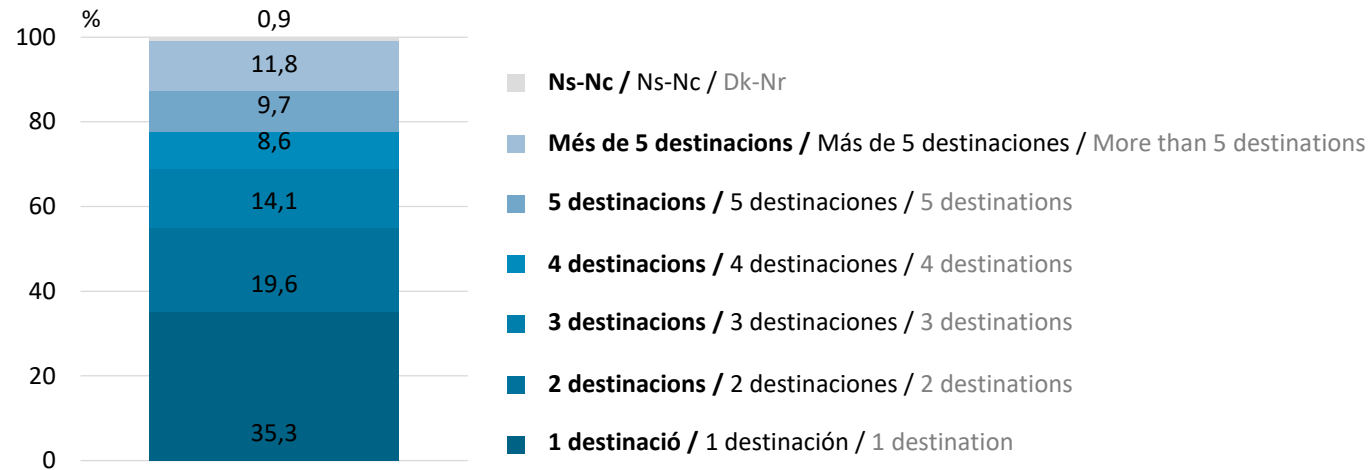 % 0,9
100
11,8
Ns-Nc / Ns-Nc / Dk-Nr
9,7
80
8,6
Més de 5 destinacions / Más de 5 destinaciones / More than 5 destinations
14,1
60
5 destinacions / 5 destinaciones / 5 destinations
4 destinacions / 4 destinaciones / 4 destinations
19,6
40
3 destinacions / 3 destinaciones / 3 destinations
20
2 destinacions / 2 destinaciones / 2 destinations
35,3
1 destinació / 1 destinación / 1 destination
0